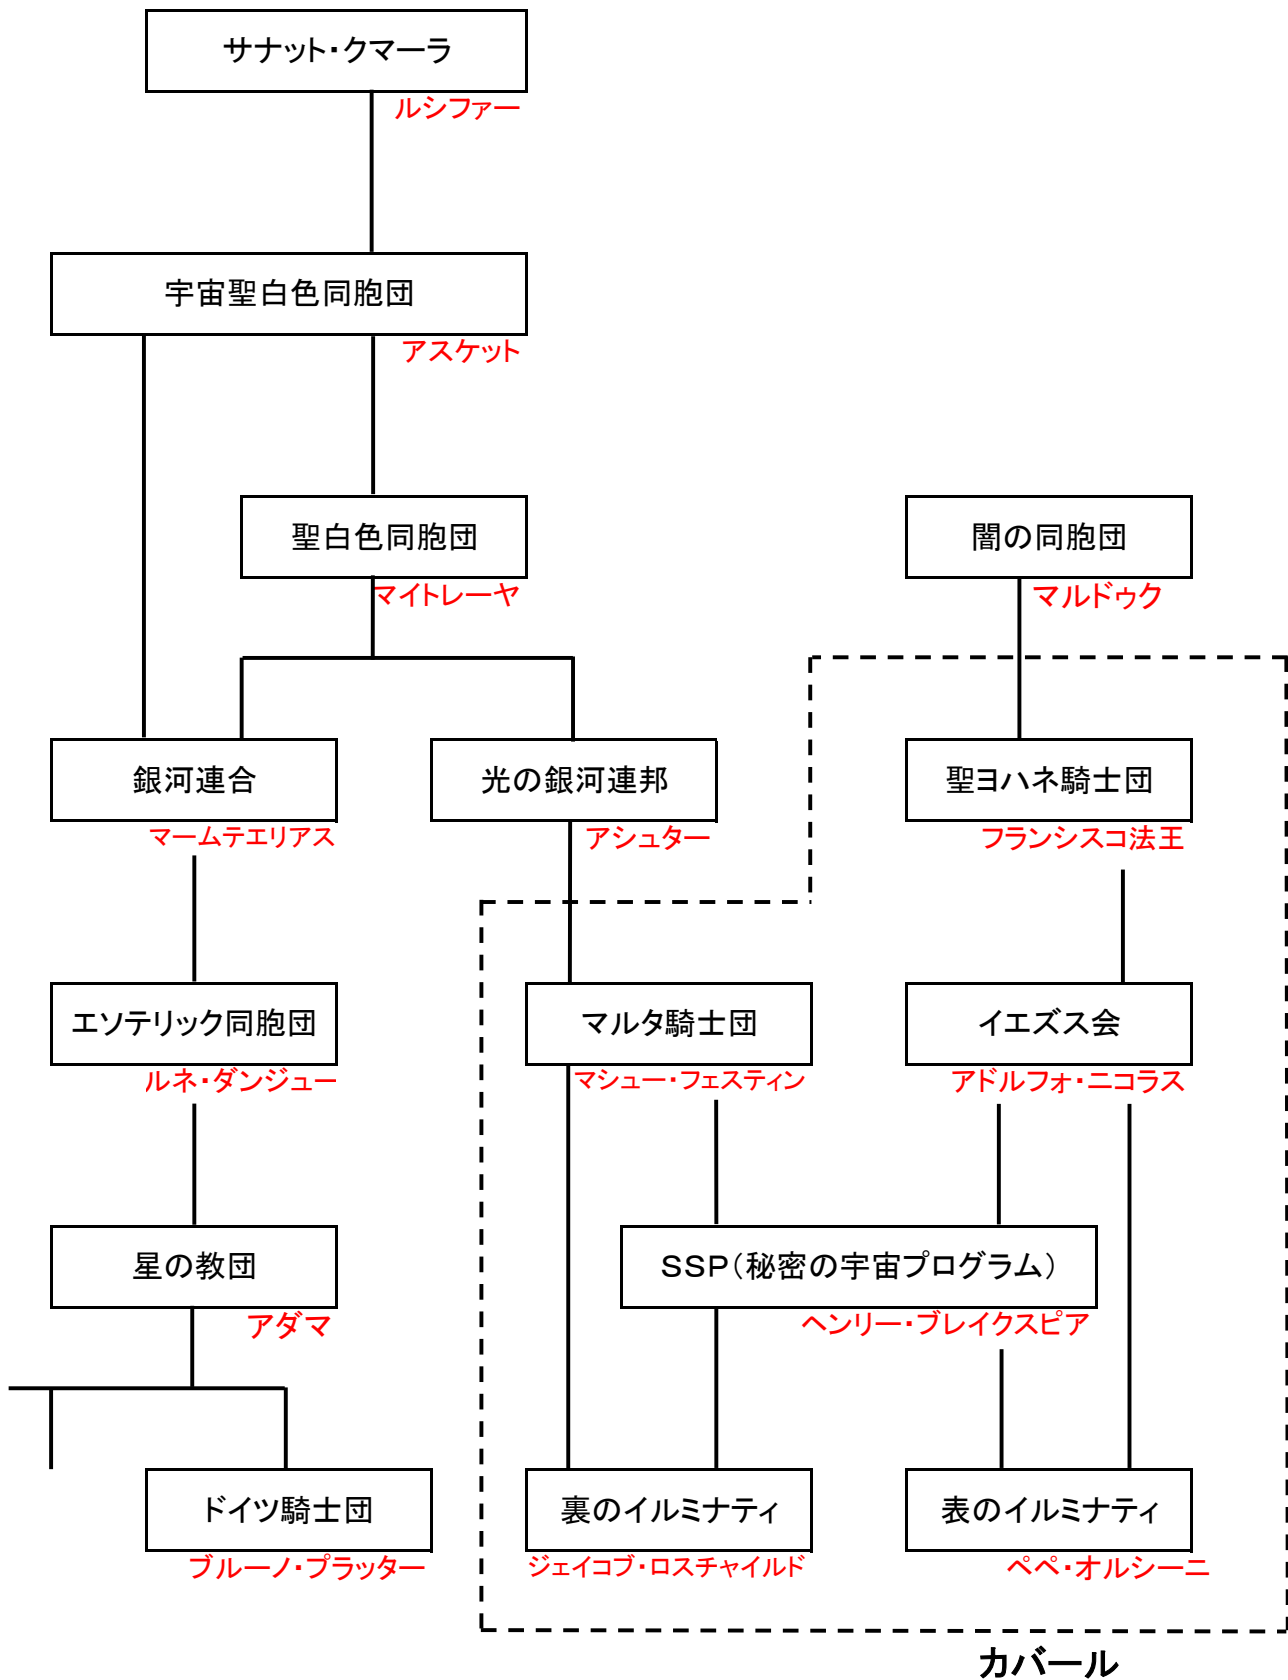 サナット・クマーラ
ルシファー
宇宙聖白色同胞団
アスケット
聖白色同胞団
マイトレーヤ
闇の同胞団
マルドゥク
銀河連合
マームテエリアス
光の銀河連邦
アシュター
聖ヨハネ騎士団
フランシスコ法王
エソテリック同胞団
ルネ・ダンジュー
マルタ騎士団
マシュー・フェスティン
イエズス会
アドルフォ・ニコラス
星の教団
アダマ
SSP（秘密の宇宙プログラム）
ヘンリー・ブレイクスピア
ドイツ騎士団
ブルーノ・プラッター
裏のイルミナティ
ジェイコブ・ロスチャイルド
表のイルミナティ
ペペ・オルシーニ
カバール